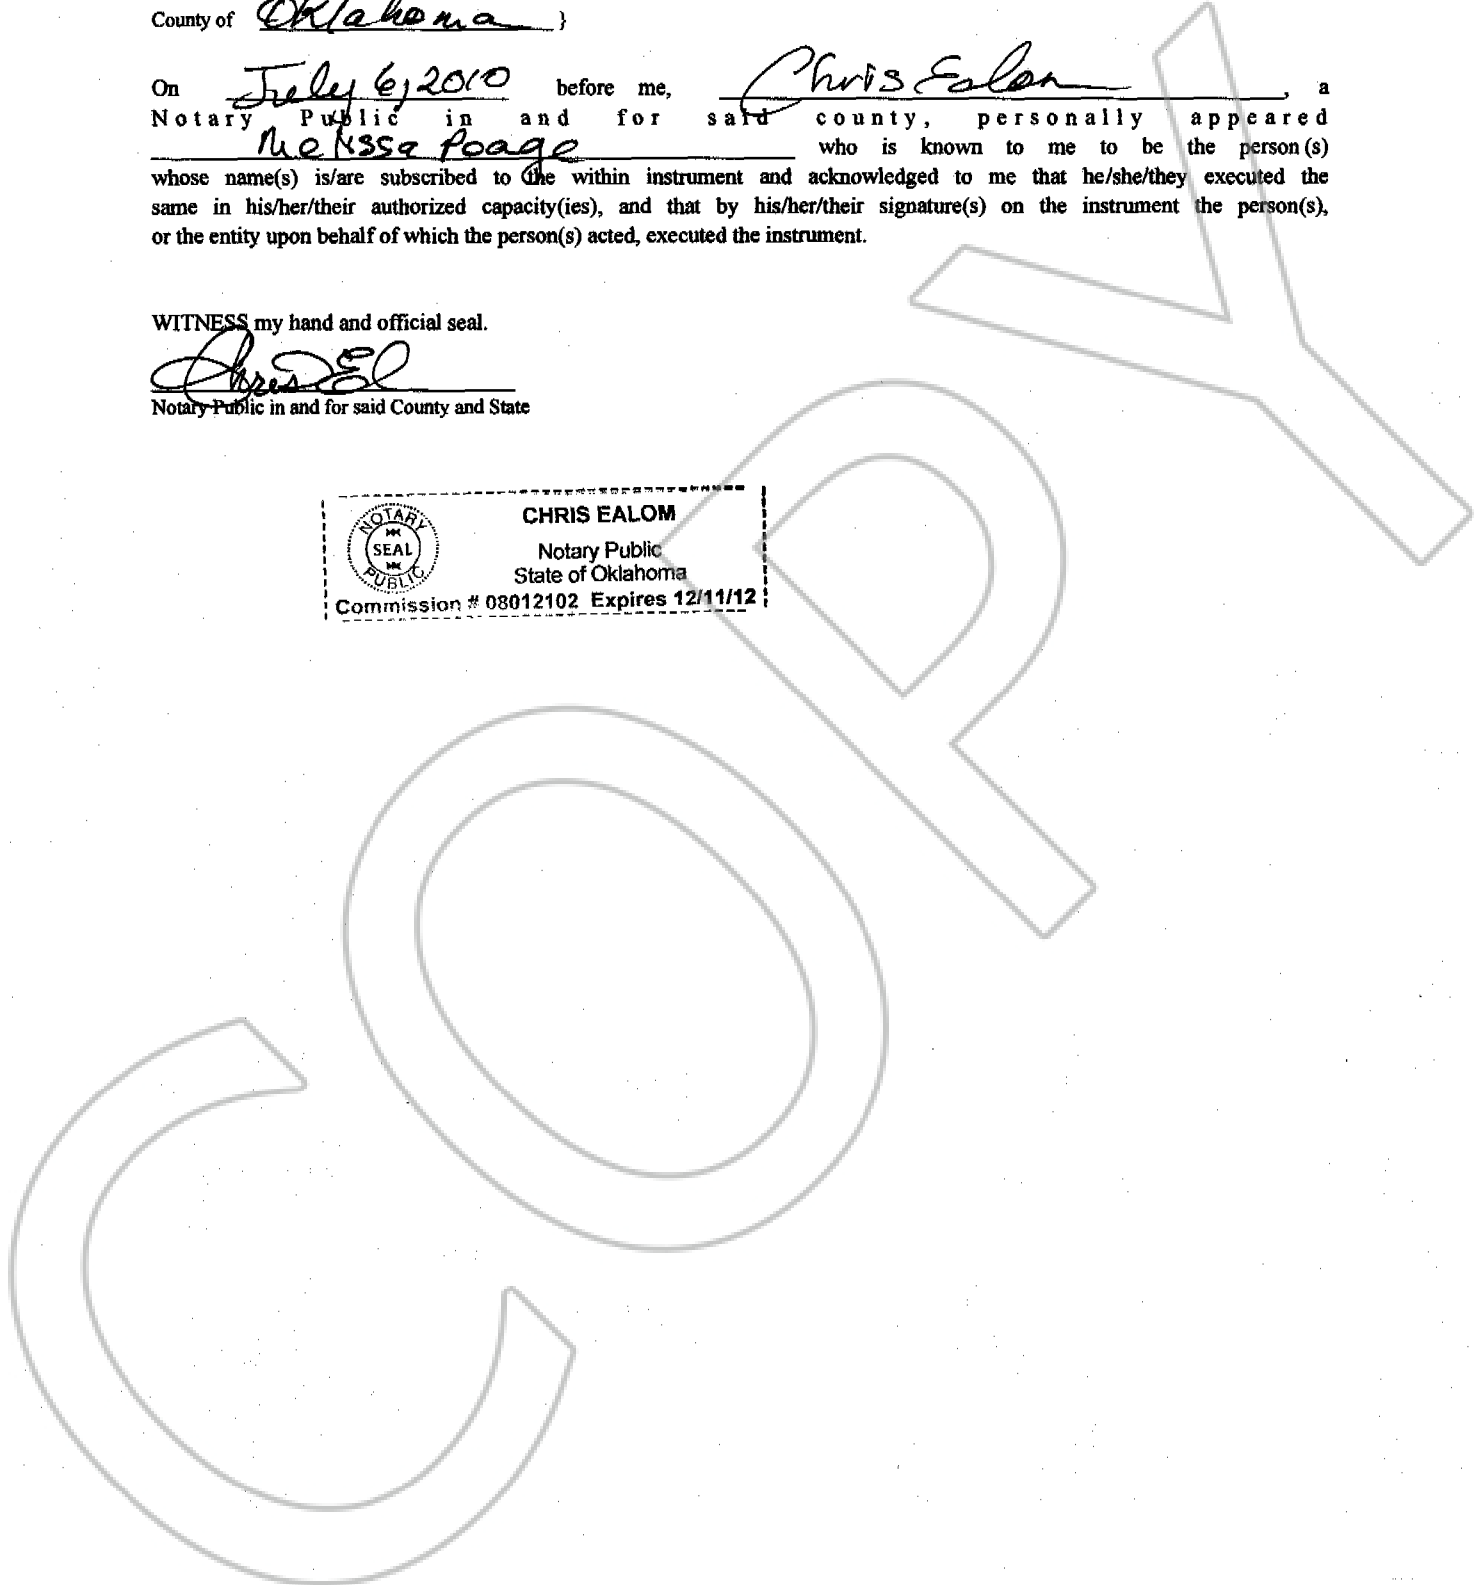 County of Oklahoma }
On July 6, 2010 before me, Chris Ealom, a
Notary Public in and for said county, personally appeared
Melissa Poage who is known to me to be the person(s)
whose name(s) is/are subscribed to the within instrument and acknowledged to me that he/she/they executed the
same in his/her/their authorized capacity(ies), and that by his/her/their signature(s) on the instrument the person(s),
or the entity upon behalf of which the person(s) acted, executed the instrument.
WITNESS my hand and official seal.
Notary Public in and for said County and State
NOTARY
SEAL
PUBLIC
CHRIS EALOM
Notary Public
State of Oklahoma
Commission # 08012102 Expires 12/11/12
COPY